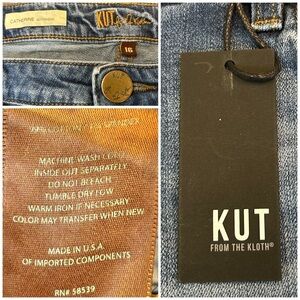 CATHERINE
KUT
16
MACHINE WASH COLD
INSIDE OUT SEPARATELY
DO NOT BLEACH
TUMBLE DRY LOW
WARM IRON IF NECESSARY
COLOR MAY TRANSFER WHEN NEW
MADE IN U.S.A.
OF IMPORTED COMPONENTS
RN# 58539
KUT
FROM THE KLOTH®